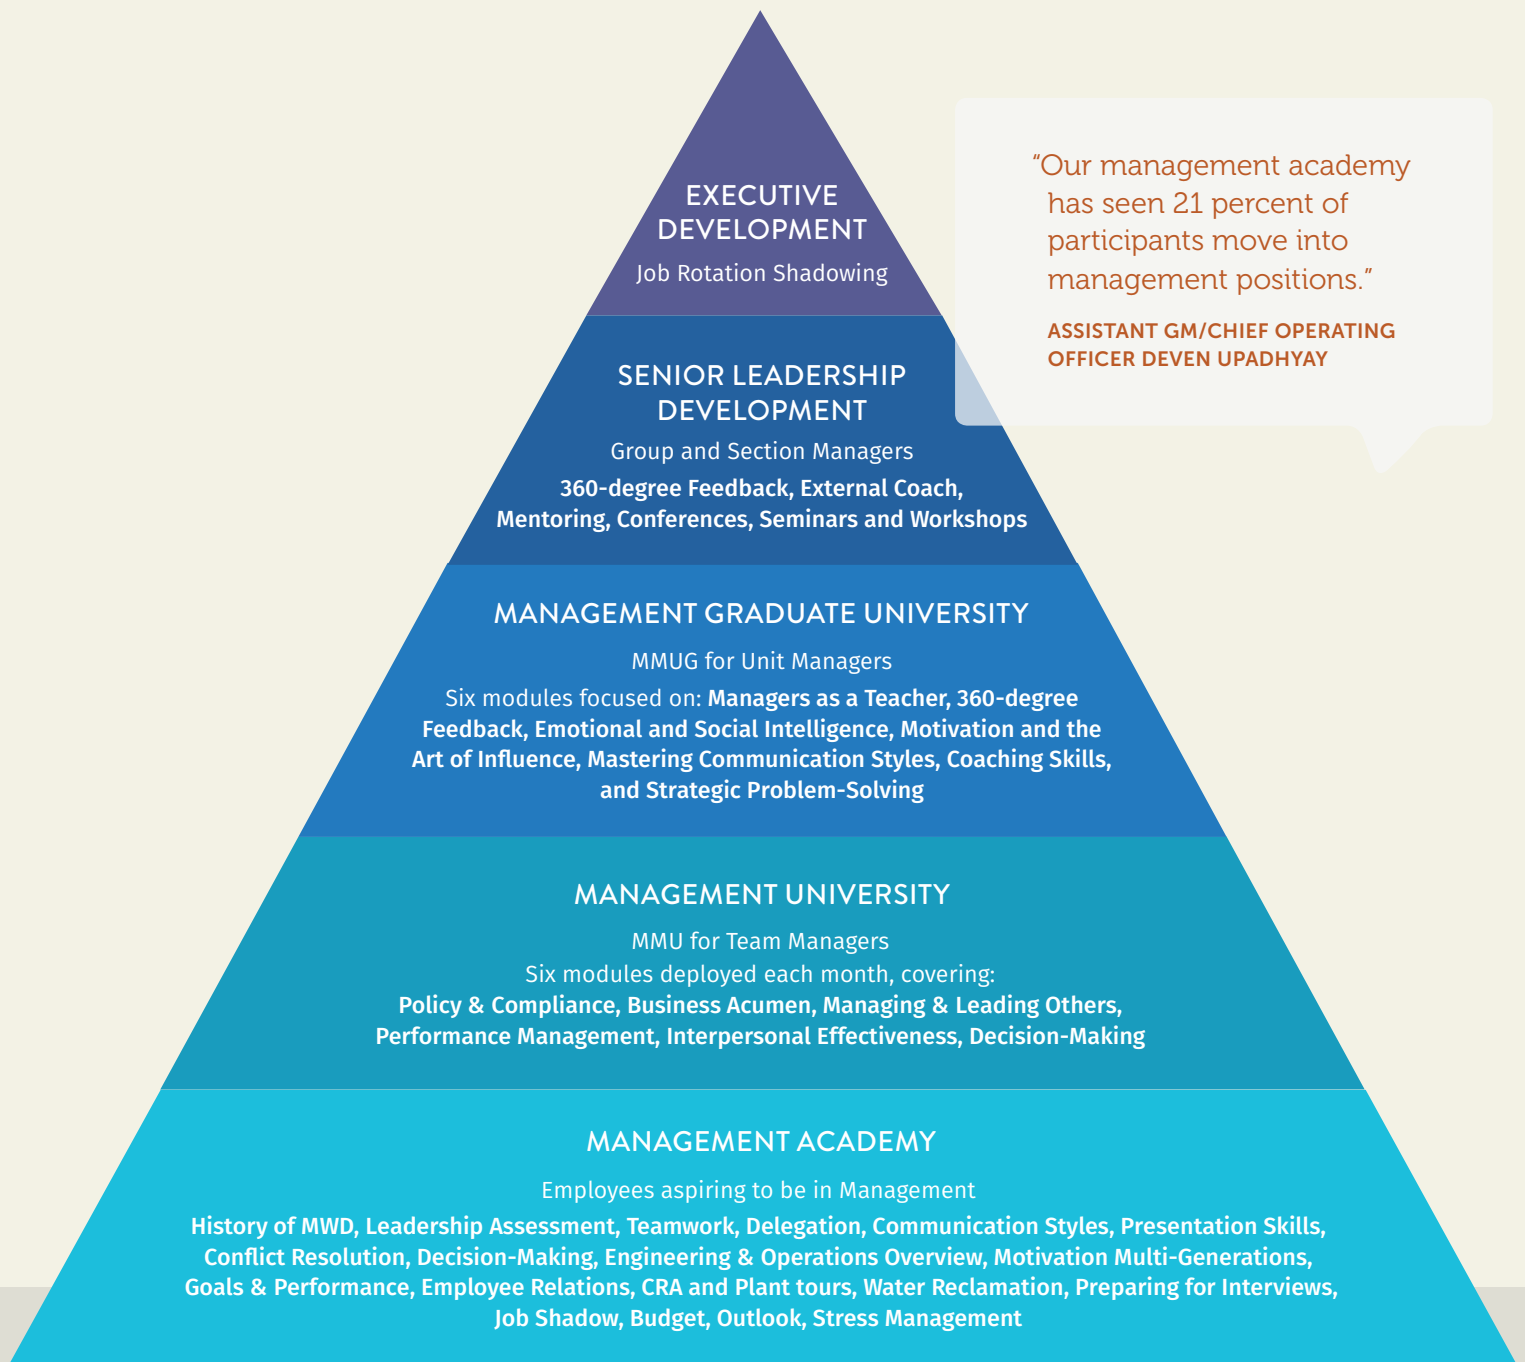 EXECUTIVE
DEVELOPMENT
Job Rotation Shadowing
“Our management academy
has seen 21 percent of
participants move into
management positions.”
ASSISTANT GM/CHIEF OPERATING
OFFICER DEVEN UPADHYAY
SENIOR LEADERSHIP
DEVELOPMENT
Group and Section Managers
360-degree Feedback, External Coach,
Mentoring, Conferences, Seminars and Workshops
MANAGEMENT GRADUATE UNIVERSITY
MMUG for Unit Managers
Six modules focused on: Managers as a Teacher, 360-degree
Feedback, Emotional and Social Intelligence, Motivation and the
Art of Influence, Mastering Communication Styles, Coaching Skills,
and Strategic Problem-Solving
MANAGEMENT UNIVERSITY
MMU for Team Managers
Six modules deployed each month, covering:
Policy & Compliance, Business Acumen, Managing & Leading Others,
Performance Management, Interpersonal Effectiveness, Decision-Making
MANAGEMENT ACADEMY
Employees aspiring to be in Management
History of MWD, Leadership Assessment, Teamwork, Delegation, Communication Styles, Presentation Skills,
Conflict Resolution, Decision-Making, Engineering & Operations Overview, Motivation Multi-Generations,
Goals & Performance, Employee Relations, CRA and Plant tours, Water Reclamation, Preparing for Interviews,
Job Shadow, Budget, Outlook, Stress Management